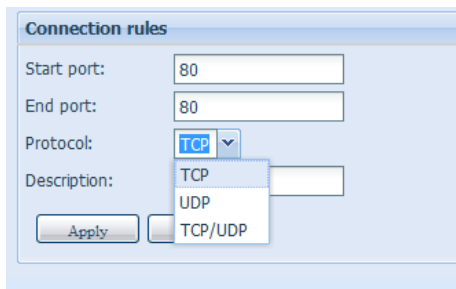 Connection rules
Start port: 80
End port: 80
Protocol: TCP
Description:
TCP
UDP
TCP/UDP
Apply